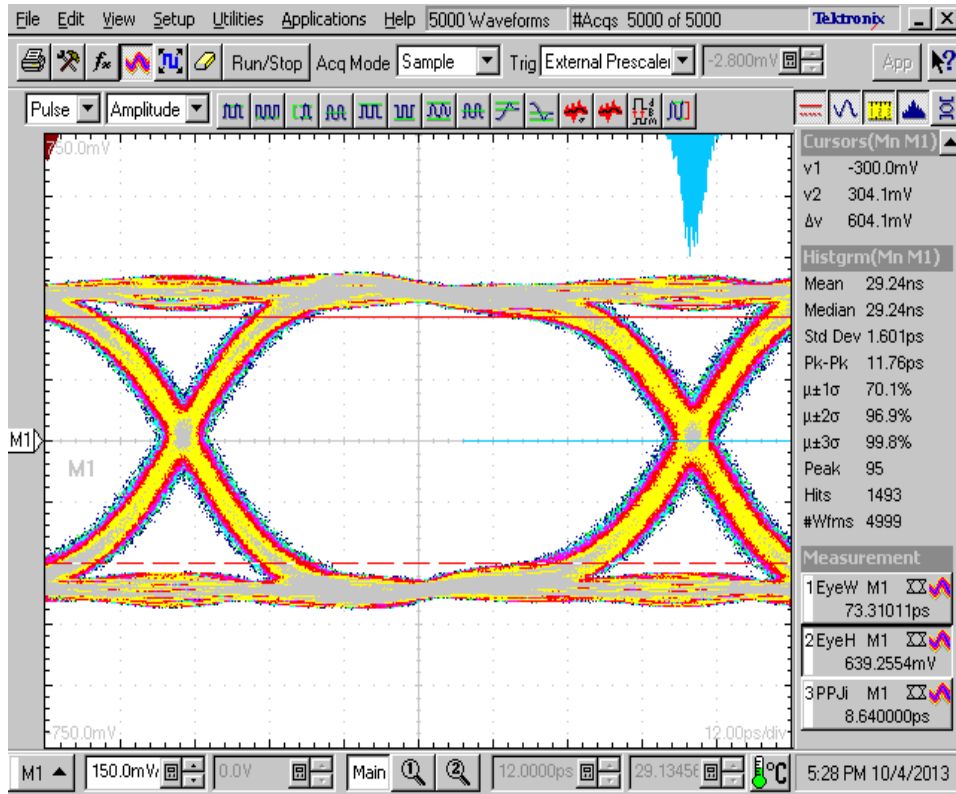 File Edit View Setup Utilities Applications Help 5000 Waveforms #Acqs 5000 of 5000 Tektronix
Run/Stop Acq Mode Sample Trig External Prescaler -2.800mV App
Pulse Amplitude
750.0mV
Cursors(Mn M1)
v1 -300.0mV
v2 304.1mV
Δv 604.1mV
Histgrm(Mn M1)
Mean 29.24ns
Median 29.24ns
Std Dev 1.601ps
Pk-Pk 11.76ps
µ±1σ 70.1%
µ±2σ 96.9%
µ±3σ 99.8%
Peak 95
Hits 1493
#Wfms 4999
M1
M1
Measurement
1 EyeW M1
73.31011ps
2 EyeH M1
639.2554mV
3 PPJi M1
8.640000ps
-750.0mV 12.00ps/div
M1 150.0mV/ 0.0V Main 1 2 12.0000ps 29.13456 °C 5:28 PM 10/4/2013